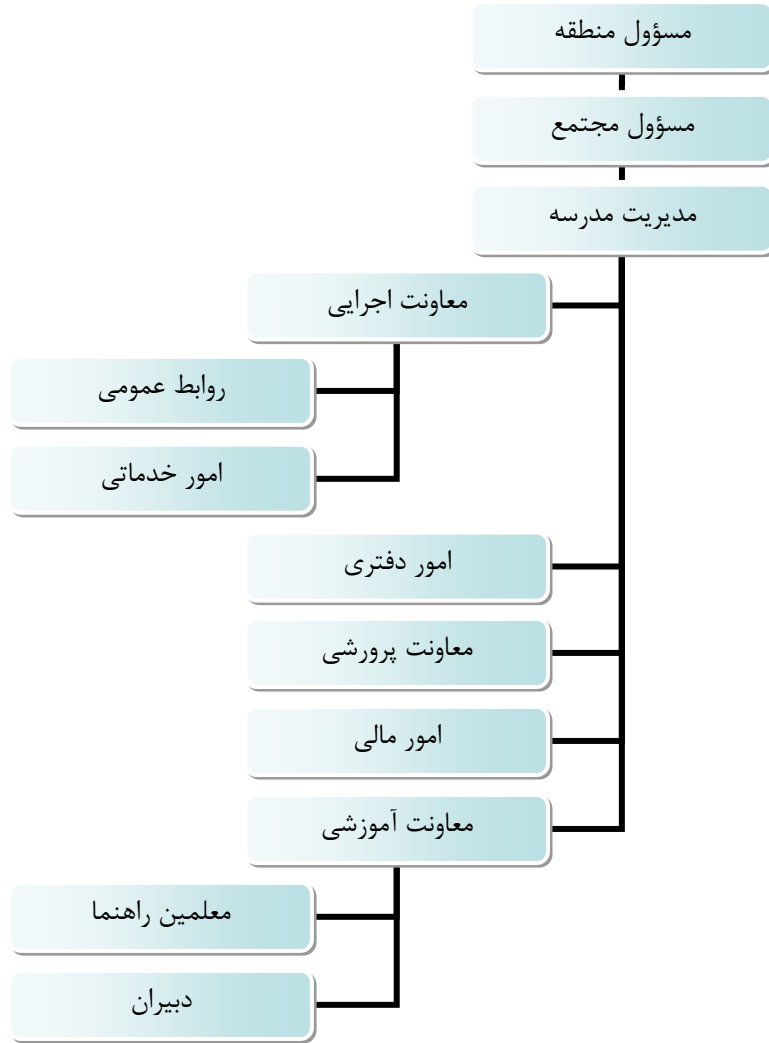 مسؤول منطقه
مسؤول مجتمع
مدیریت مدرسه
معاونت اجرایی
روابط عمومی
امور خدماتی
امور دفتری
معاونت پرورشی
امور مالی
معاونت آموزشی
معلمین راهنما
دبیران